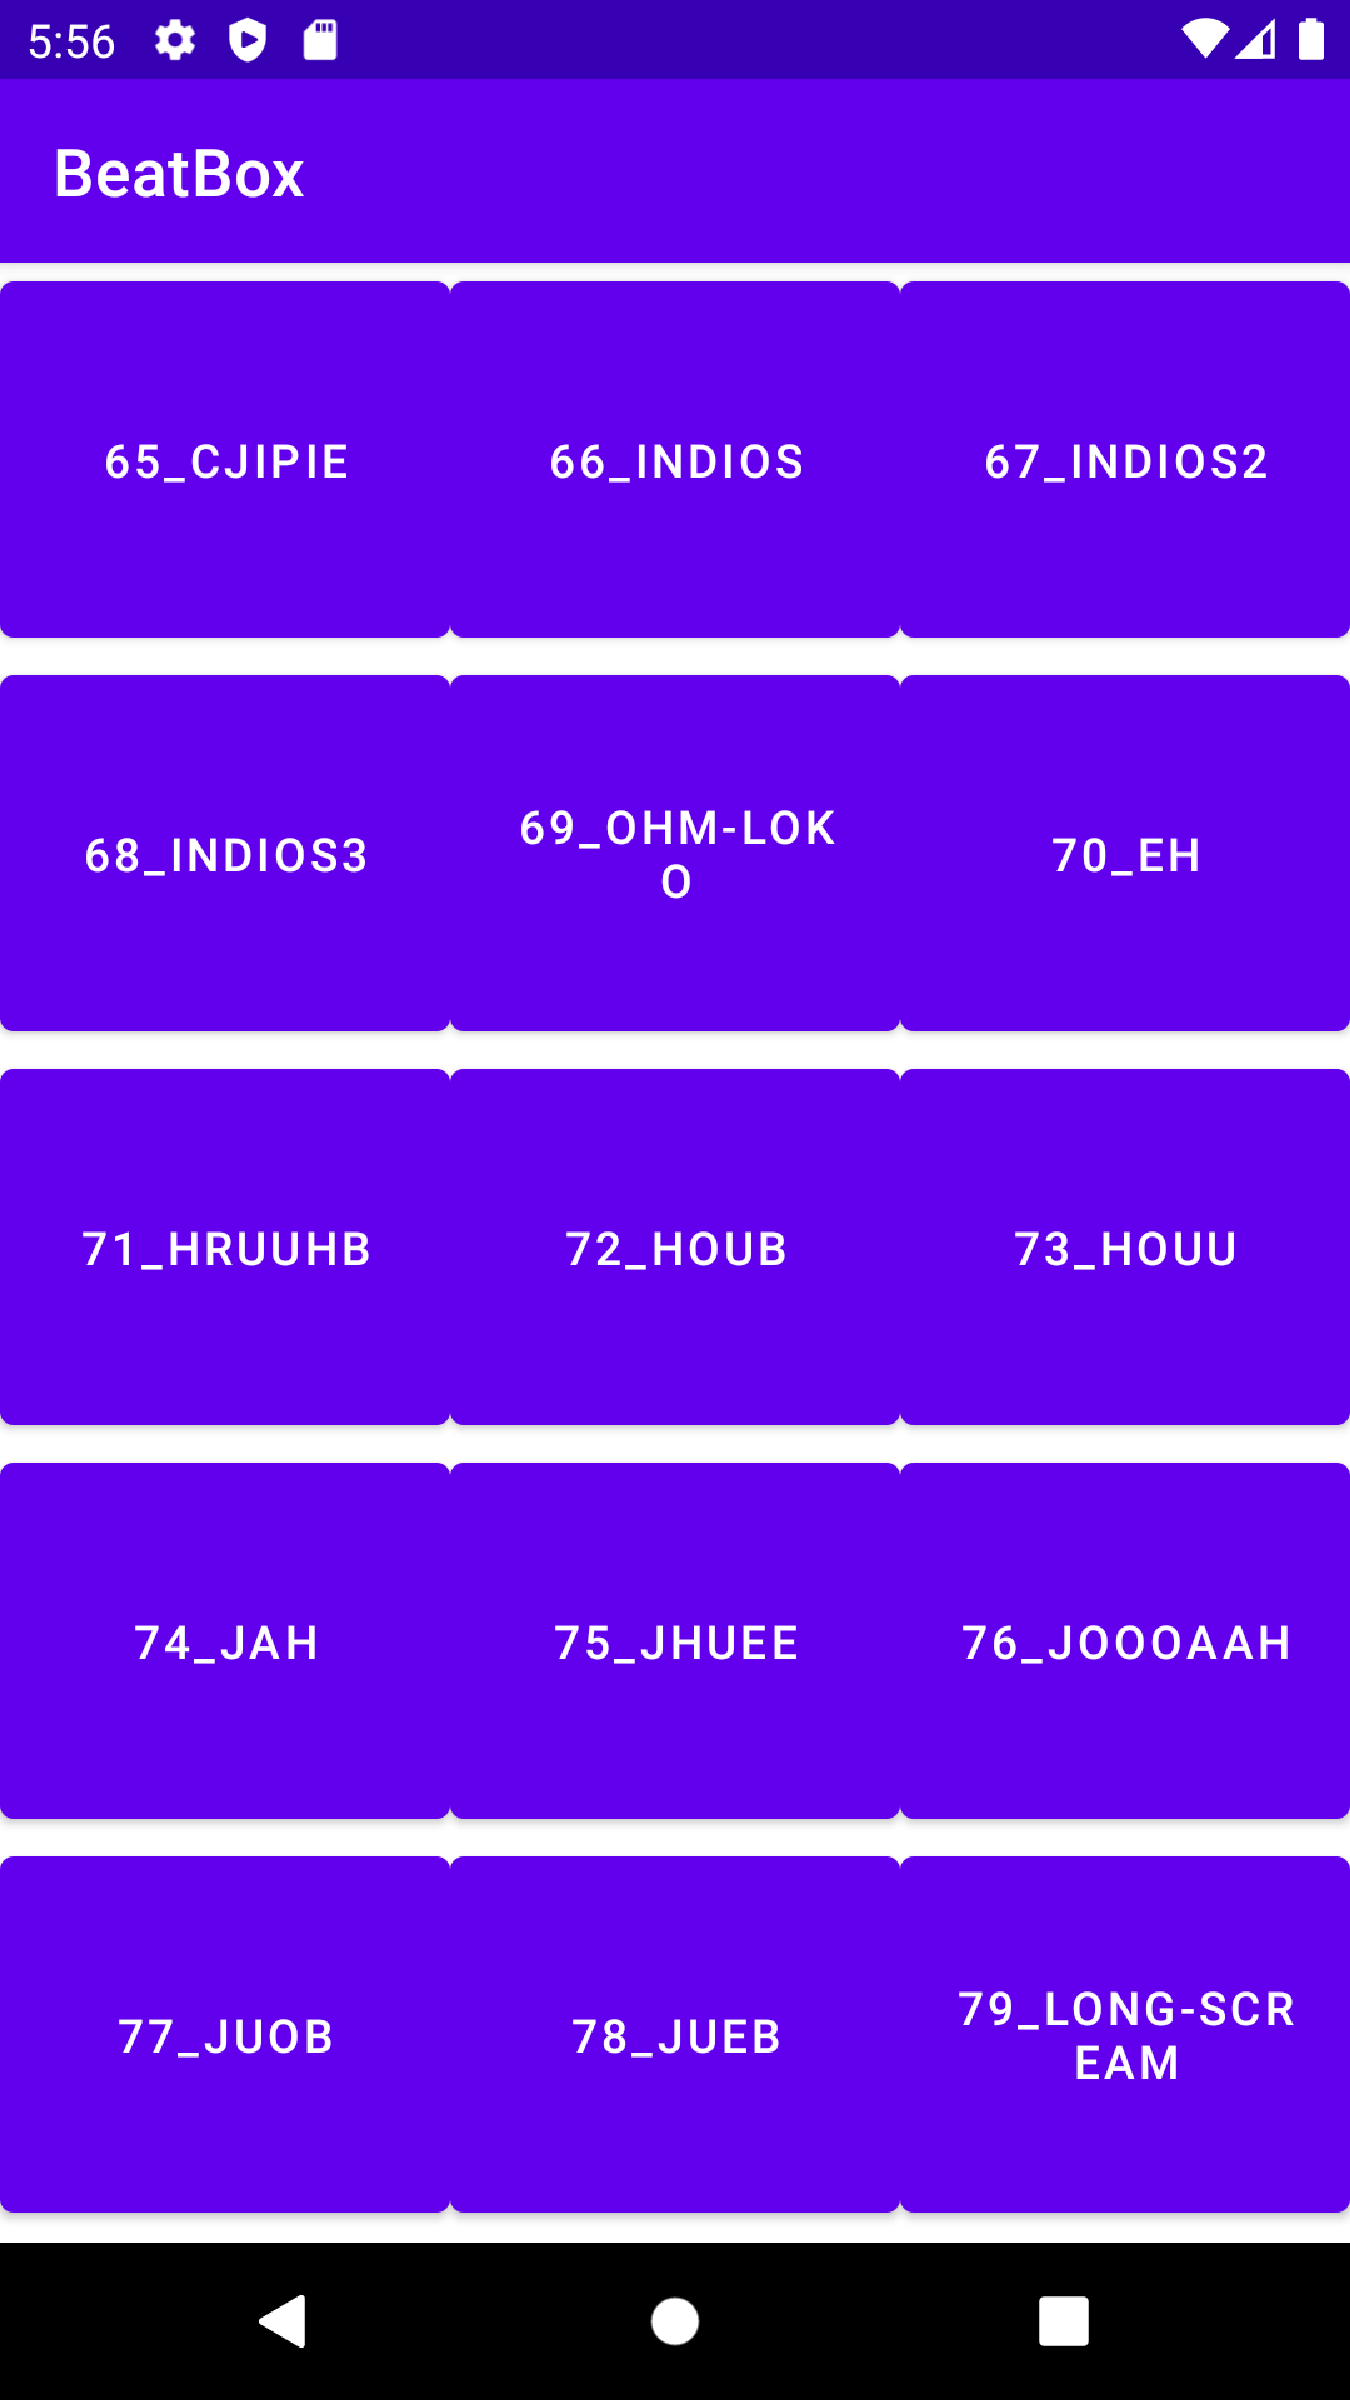 5:56
BeatBox
65_CJIPIE
66_INDIOS
67_INDIOS2
68_INDIOS3
69_OHM-LOK
O
70_EH
71_HRUUHB
72_HOUB
73_HOUU
74_JAH
75_JHUEE
76_JOOOAAH
77_JUOB
78_JUEB
79_LONG-SCR
EAM